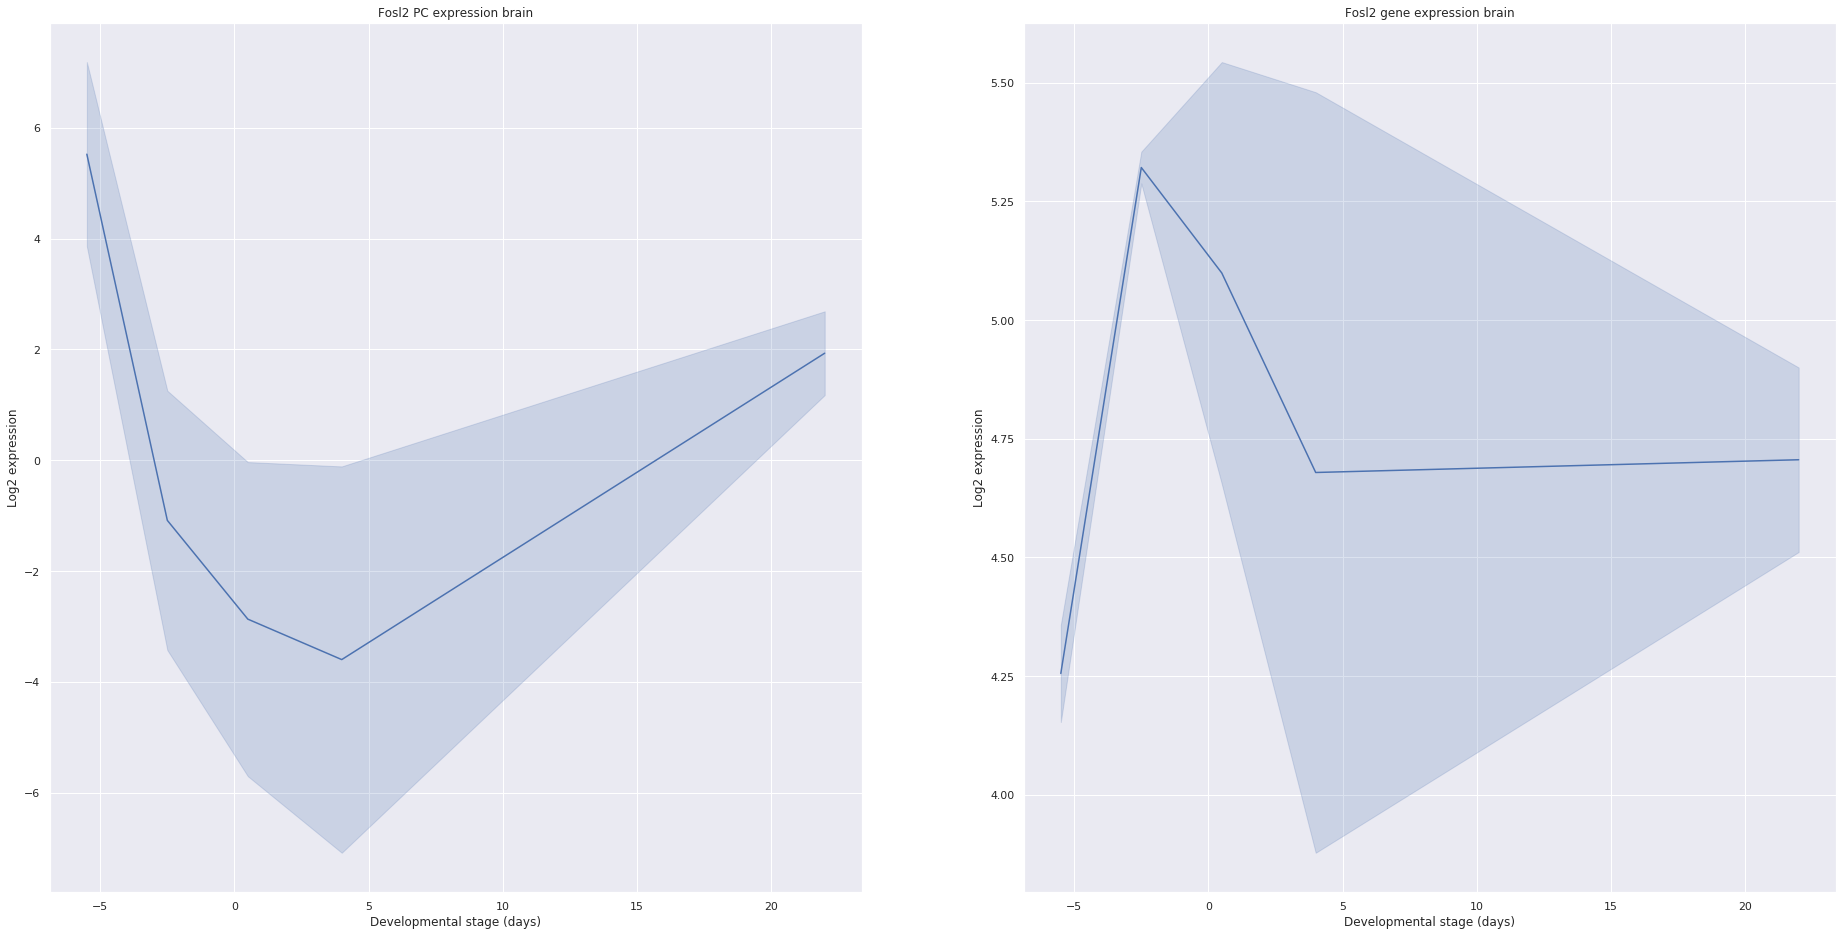 Fosl2 PC expression brain
Log2 expression
6
4
2
0
−2
−4
−6
−5 0 5 10 15 20
Developmental stage (days)
Fosl2 gene expression brain
Log2 expression
5.50
5.25
5.00
4.75
4.50
4.25
4.00
−5 0 5 10 15 20
Developmental stage (days)